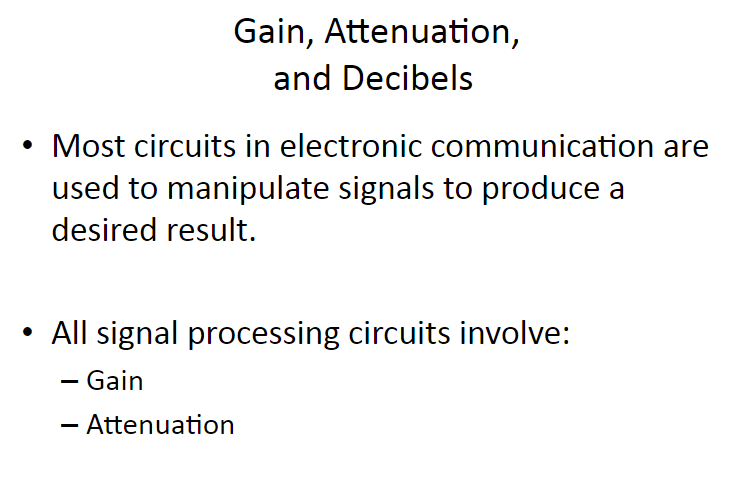 Gain, Attenuation,
and Decibels
• Most circuits in electronic communication are
used to manipulate signals to produce a
desired result.
• All signal processing circuits involve:
– Gain
– Attenuation